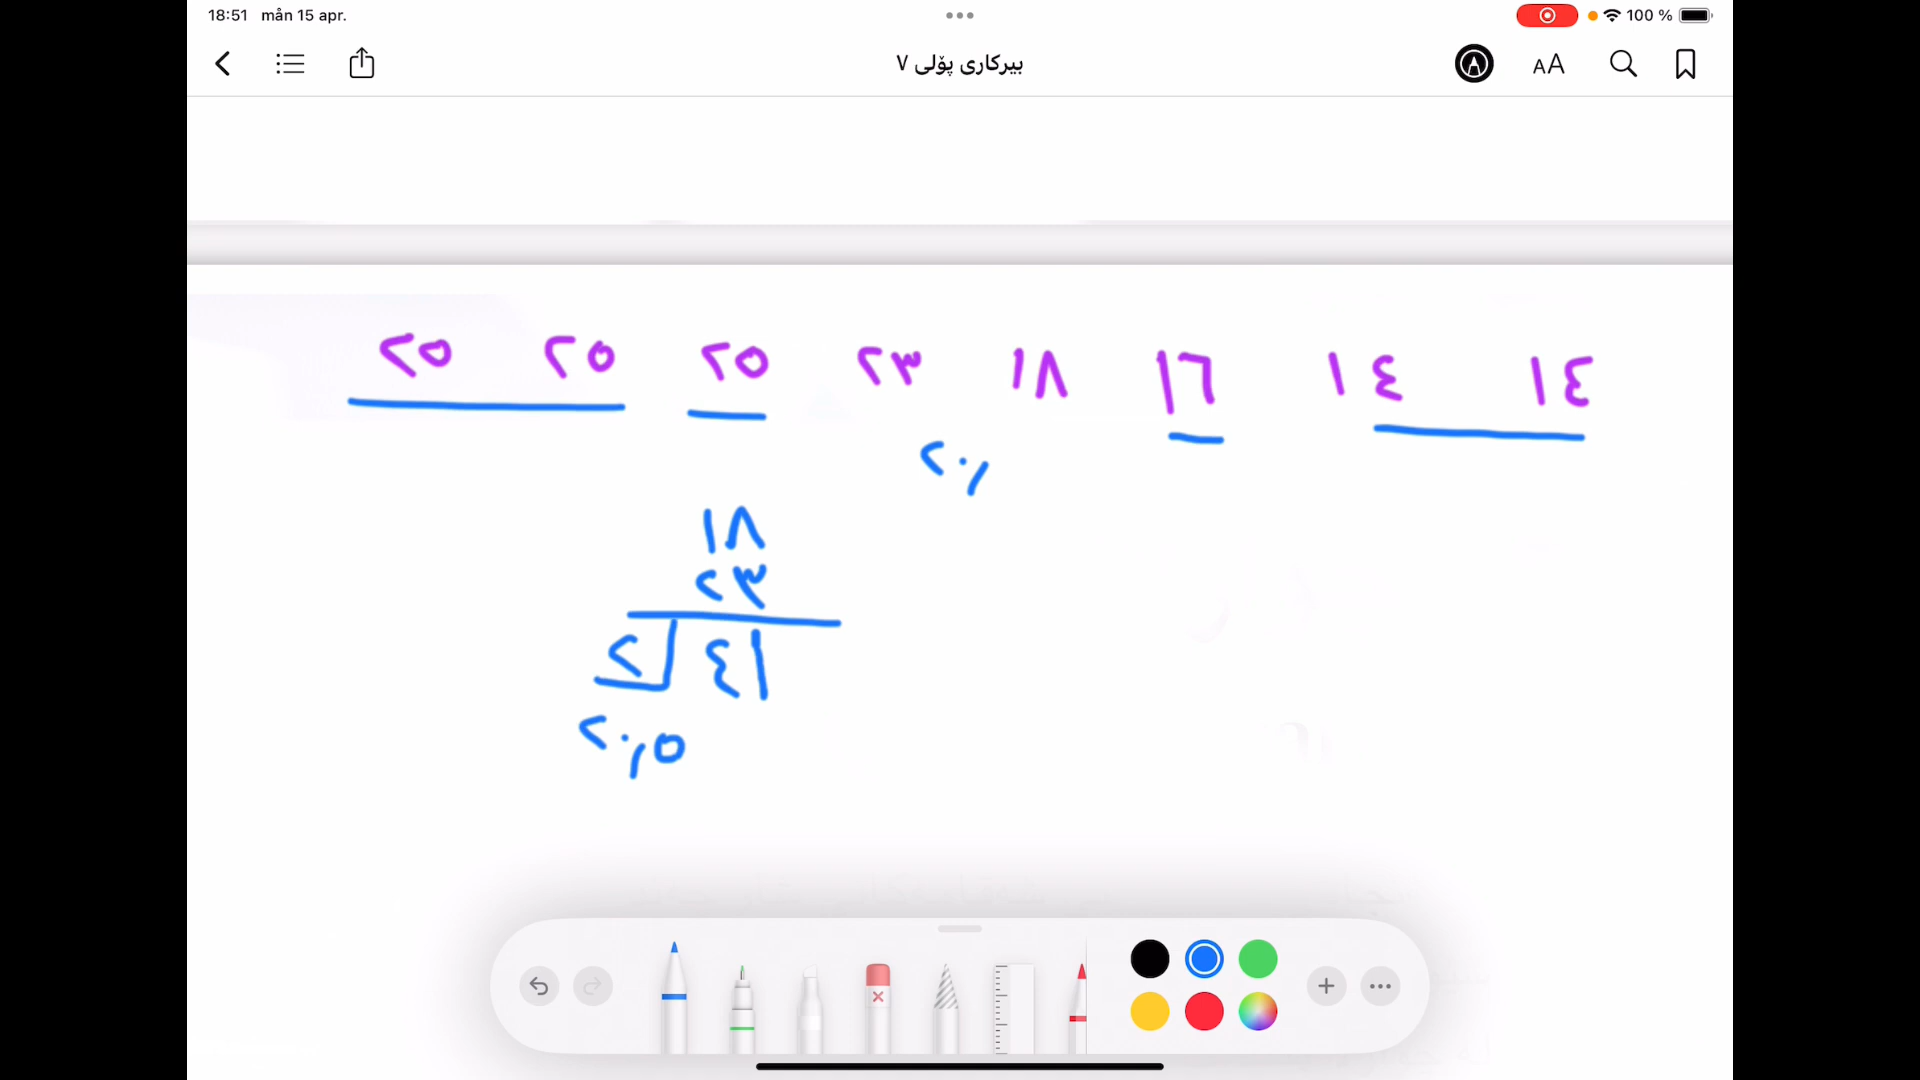 18:51 mån 15 apr.
100 %
بیرکاری پۆلی ٧
AA
٢٥ ٢٥ ٢٥ ٢٣ ١٨ ١٦ ١٤ ١٤
٢٠,
١٨
٢٣
٢ ٤١
٢٠,٥